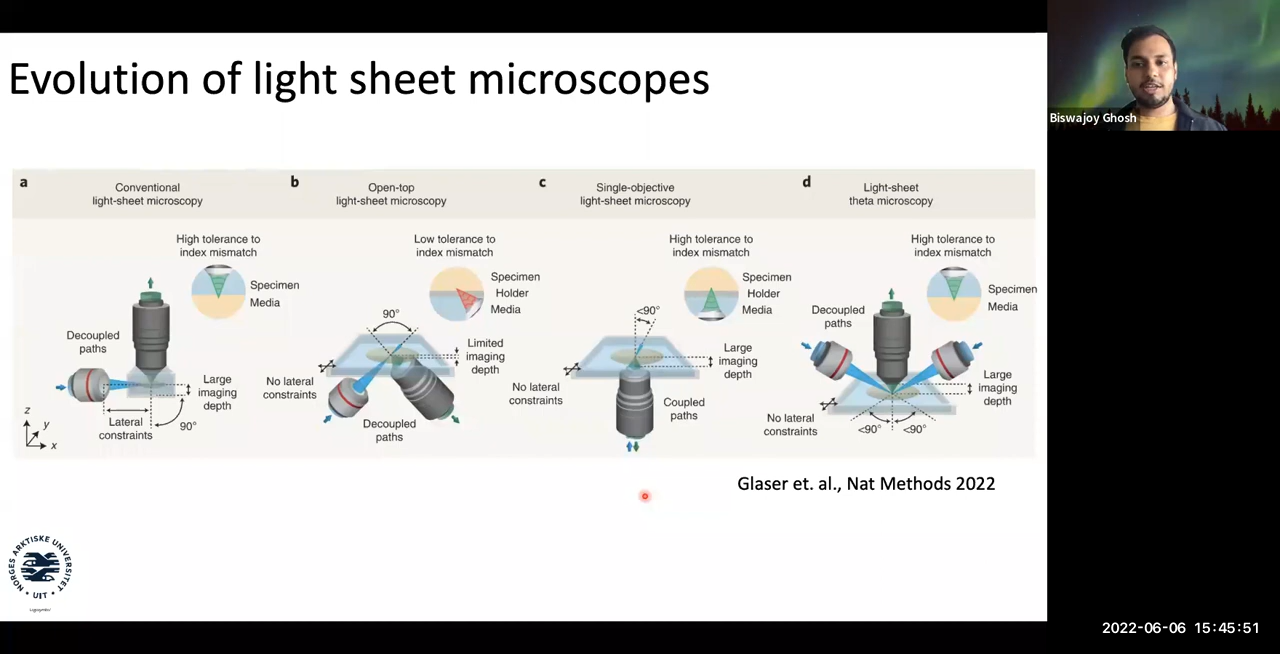 Evolution of light sheet microscopes
Biswajoy Ghosh
a
Conventional
light-sheet microscopy
High tolerance to
index mismatch
Specimen
Media
Decoupled
paths
Large
imaging
depth
Lateral
constraints
90°
z
y
x
b
Open-top
light-sheet microscopy
Low tolerance to
index mismatch
Specimen
Holder
Media
90°
Limited
imaging
depth
No lateral
constraints
Decoupled
paths
c
Single-objective
light-sheet microscopy
High tolerance to
index mismatch
Specimen
Holder
Media
<90°
Large
imaging
depth
No lateral
constraints
Coupled
paths
d
Light-sheet
theta microscopy
High tolerance to
index mismatch
Specimen
Media
Decoupled
paths
Large
imaging
depth
No lateral
constraints
<90°
<90°
Glaser et. al., Nat Methods 2022
NORGES ARKTISKE UNIVERSITET
UIT
2022-06-06 15:45:51